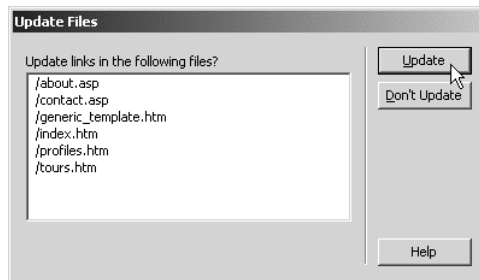 Update Files
Update links in the following files?
/about.asp
/contact.asp
/generic_template.htm
/index.htm
/profiles.htm
/tours.htm
Update
Don't Update
Help